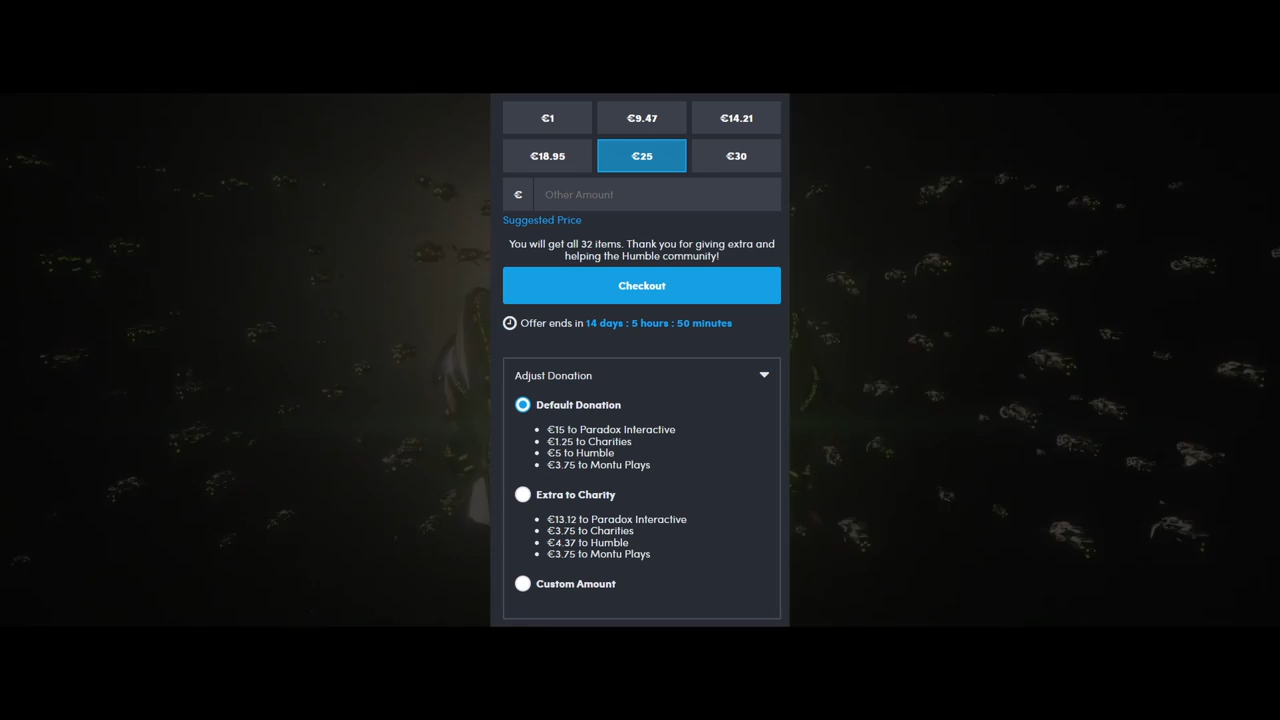 €1 €9.47 €14.21
€18.95 €25 €30
€ Other Amount
Suggested Price
You will get all 32 items. Thank you for giving extra and
helping the Humble community!
Checkout
Offer ends in 14 days : 5 hours : 50 minutes
Adjust Donation
Default Donation
• €15 to Paradox Interactive
• €1.25 to Charities
• €5 to Humble
• €3.75 to Montu Plays
Extra to Charity
• €13.12 to Paradox Interactive
• €3.75 to Charities
• €4.37 to Humble
• €3.75 to Montu Plays
Custom Amount